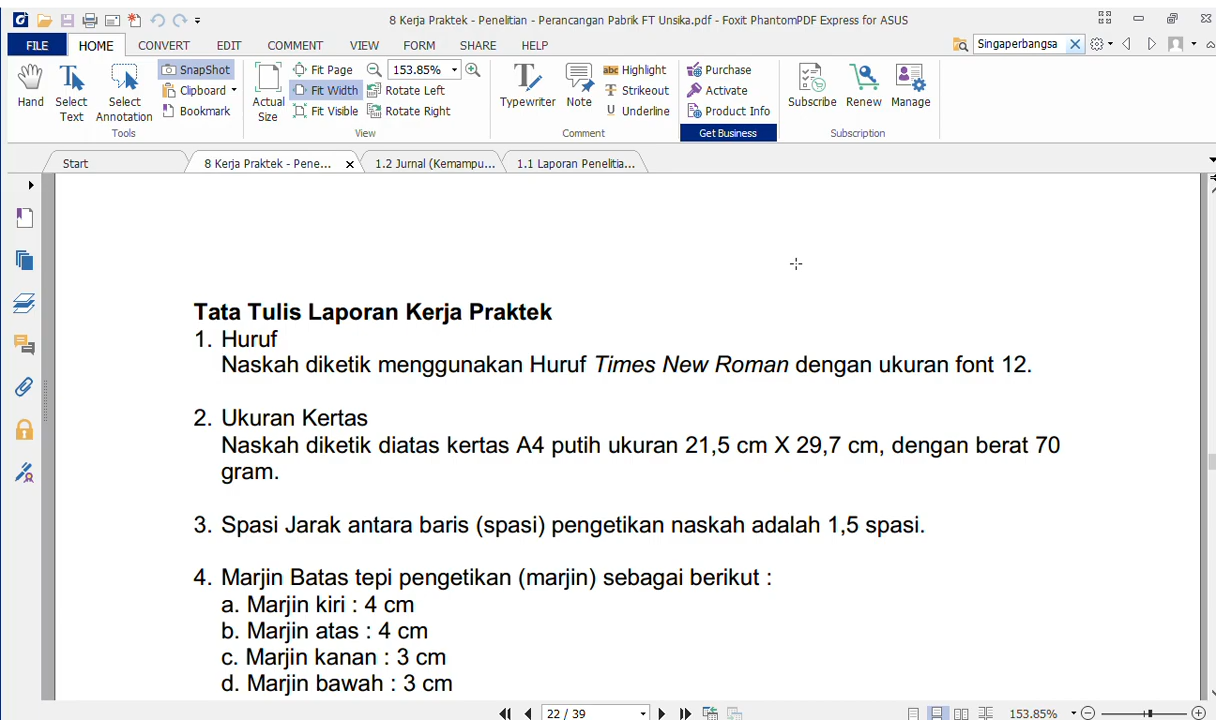 8 Kerja Praktek - Penelitian - Perancangan Pabrik FT Unsika.pdf - Foxit PhantomPDF Express for ASUS
FILE HOME CONVERT EDIT COMMENT VIEW FORM SHARE HELP Singaperbangsa
SnapShot Fit Page 153.85% abc Highlight Purchase
Clipboard Fit Width Rotate Left Strikeout Activate
Hand Select Text Select Annotation Bookmark Actual Size Fit Visible Rotate Right Typewriter Note U Underline Product Info Subscribe Renew Manage
Tools View Comment Get Business Subscription
Start 8 Kerja Praktek - Pene... 1.2 Jurnal (Kemampu... 1.1 Laporan Penelitia...
Tata Tulis Laporan Kerja Praktek
1. Huruf
Naskah diketik menggunakan Huruf Times New Roman dengan ukuran font 12.
2. Ukuran Kertas
Naskah diketik diatas kertas A4 putih ukuran 21,5 cm X 29,7 cm, dengan berat 70
gram.
3. Spasi Jarak antara baris (spasi) pengetikan naskah adalah 1,5 spasi.
4. Marjin Batas tepi pengetikan (marjin) sebagai berikut :
a. Marjin kiri : 4 cm
b. Marjin atas : 4 cm
c. Marjin kanan : 3 cm
d. Marjin bawah : 3 cm
22 / 39 153.85%